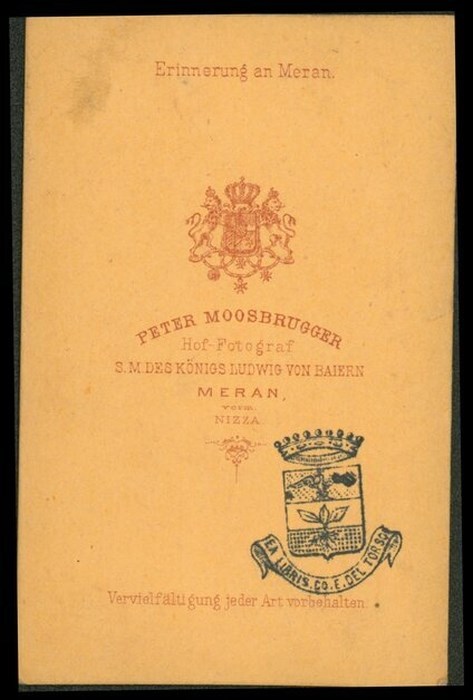 Erinnerung an Meran.
PETER MOOSBRUGGER
Hof-Fotograf
S. M. DES KÖNIGS LUDWIG VON BAIERN
MERAN,
vorm.
NIZZA.
EX LIBRIS. CO. E. DEL TORSO
Vervielfältigung jeder Art vorbehalten.